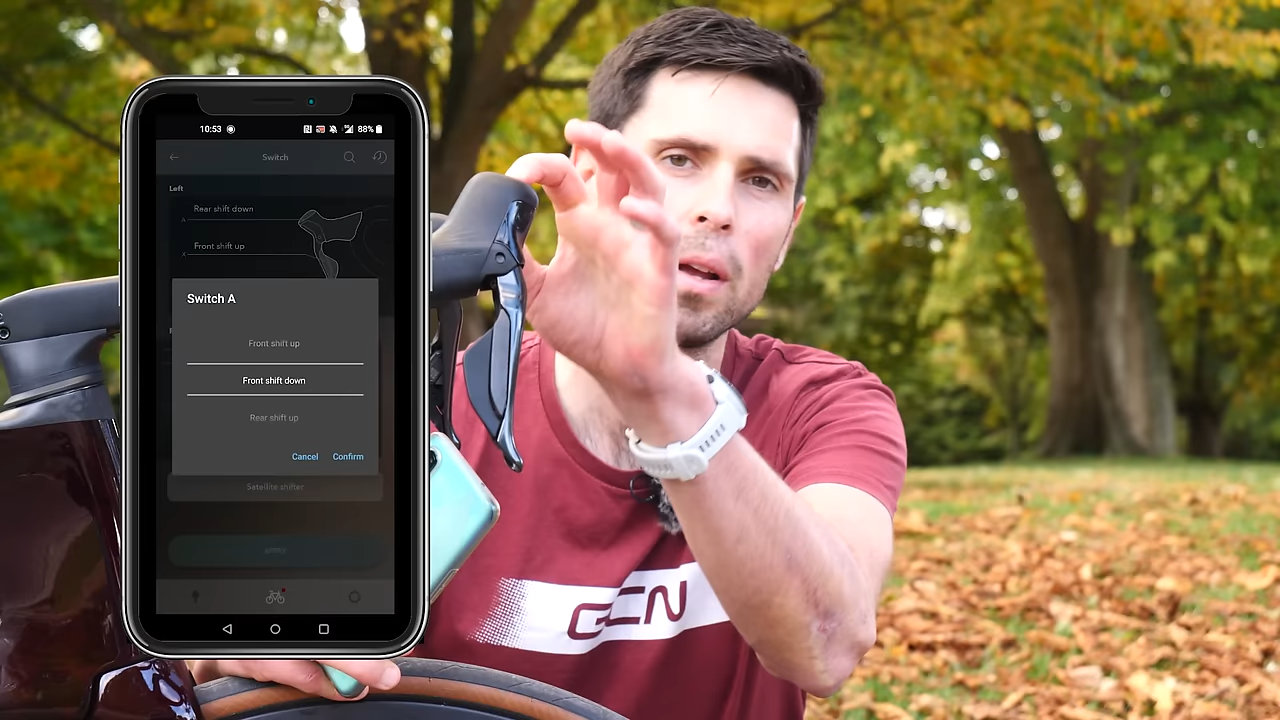 10:53
88%
Switch
Left
Rear shift down
Front shift up
Switch A
Front shift up
Front shift down
Rear shift up
Cancel
Confirm
Satellite shifter
APPLY
GCN